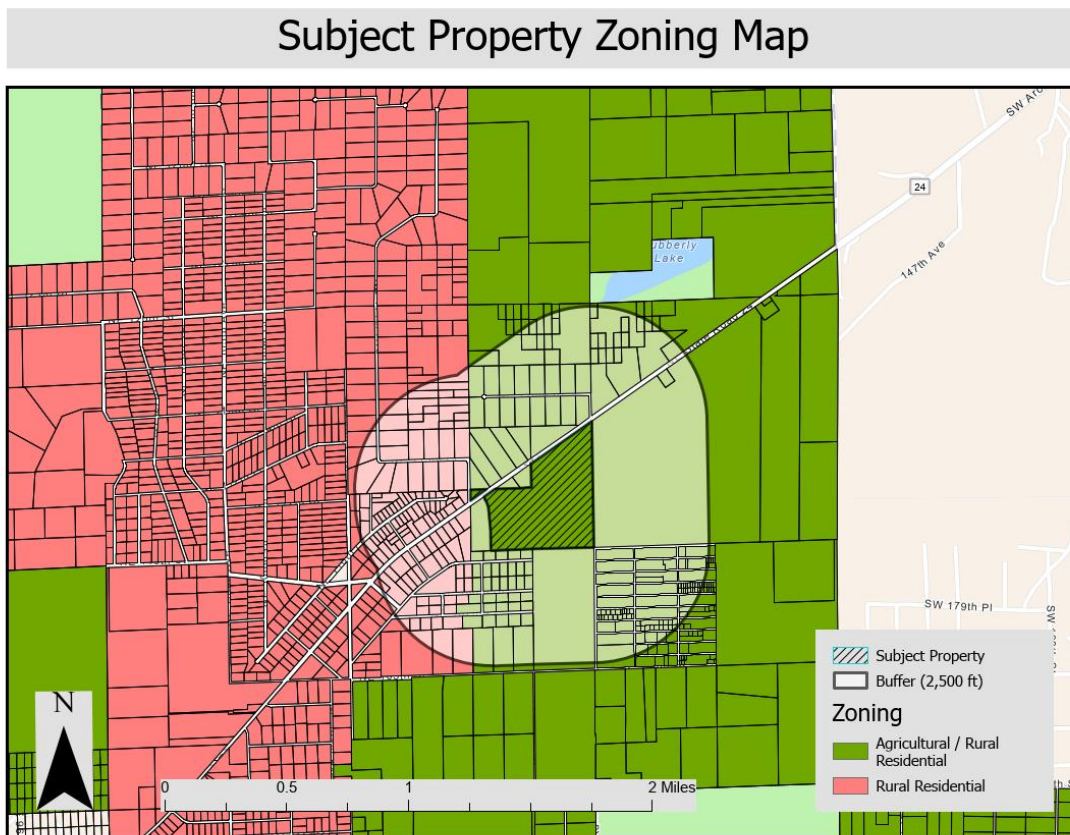 Subject Property Zoning Map
SW Arc
24
147th Ave
ubberly
Lake
SW 179th Pl
N
Subject Property
Buffer (2,500 ft)
Zoning
Agricultural / Rural
Residential
Rural Residential
0 0.5 1 2 Miles